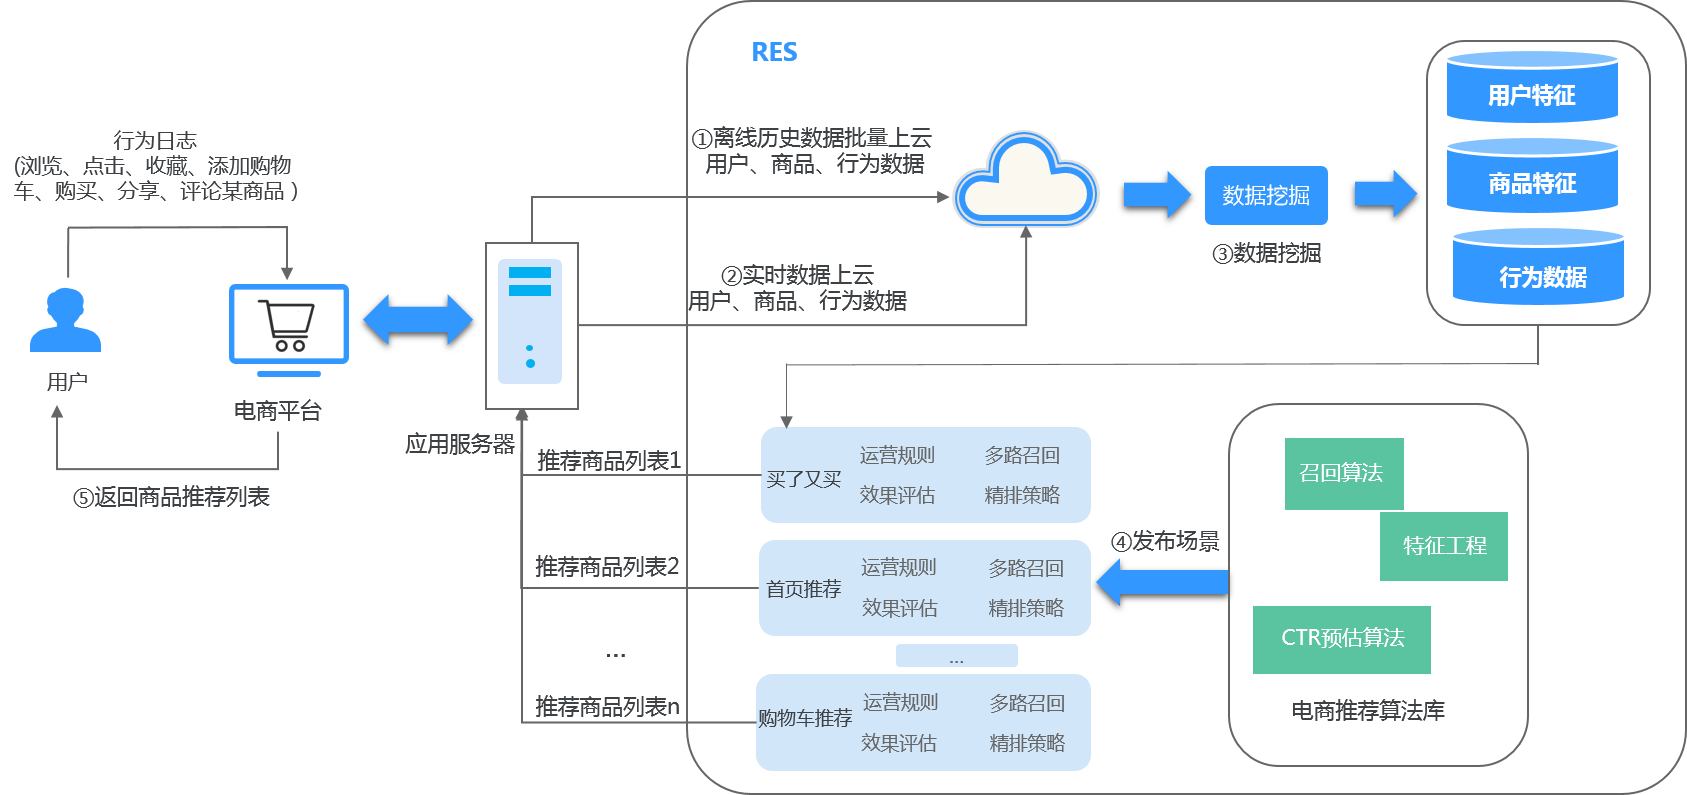 RES
行为日志
(浏览、点击、收藏、添加购物
车、购买、分享、评论某商品 )
用户
电商平台
⑤返回商品推荐列表
应用服务器
①离线历史数据批量上云
用户、商品、行为数据
②实时数据上云
用户、商品、行为数据
数据挖掘
③数据挖掘
用户特征
商品特征
行为数据
推荐商品列表1
推荐商品列表2
...
推荐商品列表n
买了又买
运营规则
多路召回
效果评估
精排策略
首页推荐
运营规则
多路召回
效果评估
精排策略
...
购物车推荐
运营规则
多路召回
效果评估
精排策略
④发布场景
召回算法
特征工程
CTR预估算法
电商推荐算法库